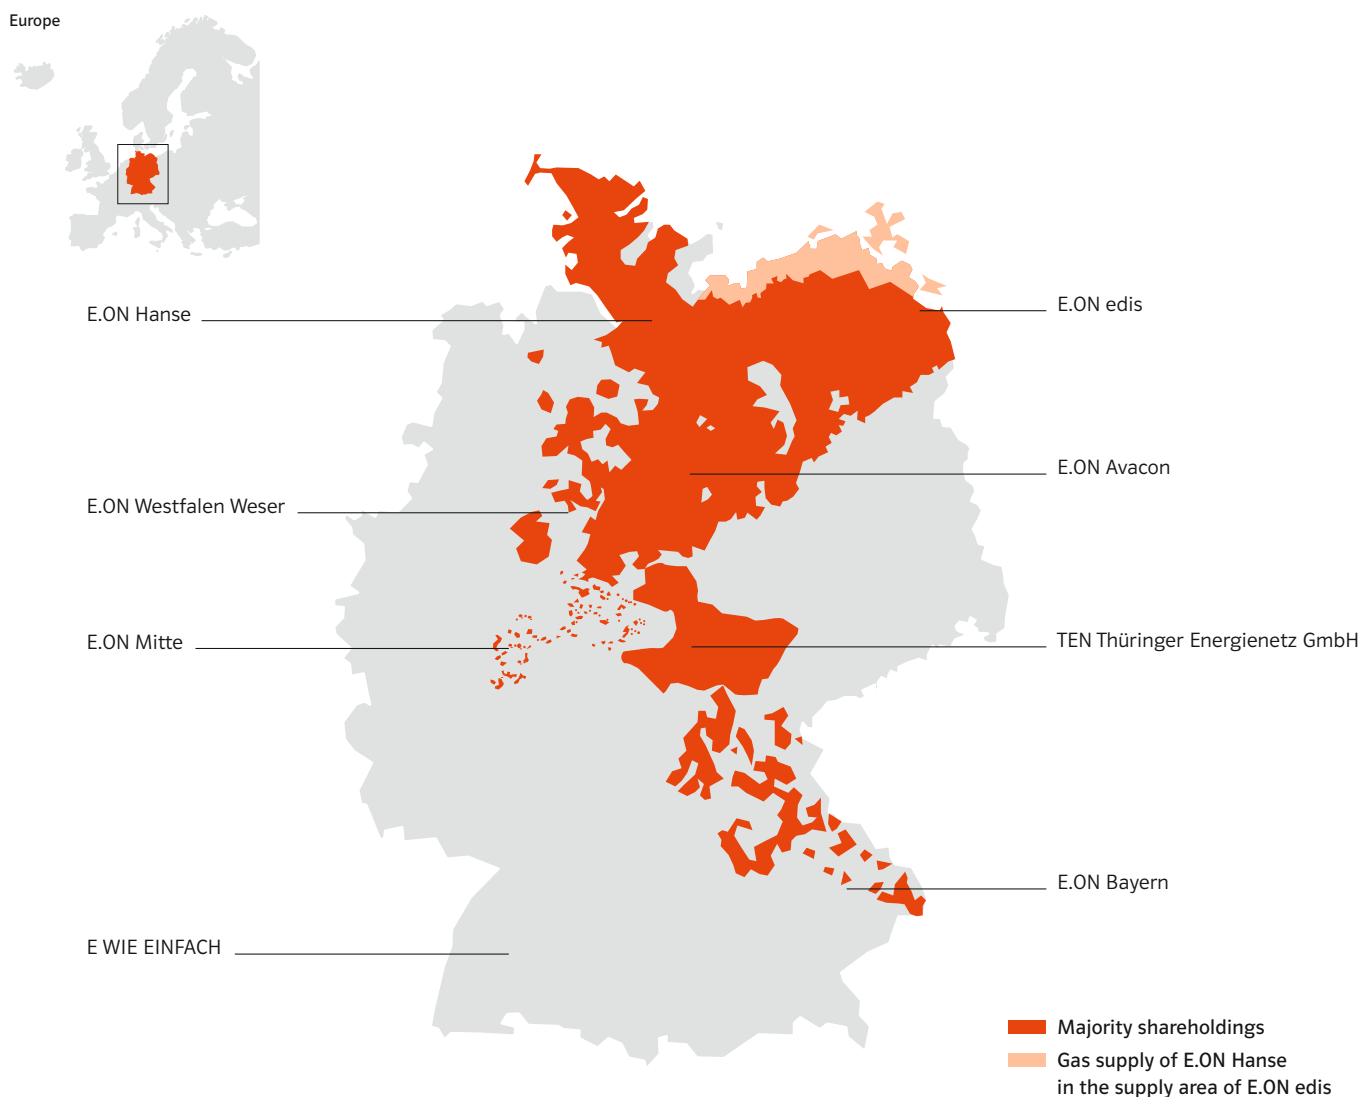 Europe
E.ON Hanse
E.ON edis
E.ON Avacon
E.ON Westfalen Weser
E.ON Mitte
TEN Thüringer Energienetz GmbH
E.ON Bayern
E WIE EINFACH
Majority shareholdings
Gas supply of E.ON Hanse
in the supply area of E.ON edis